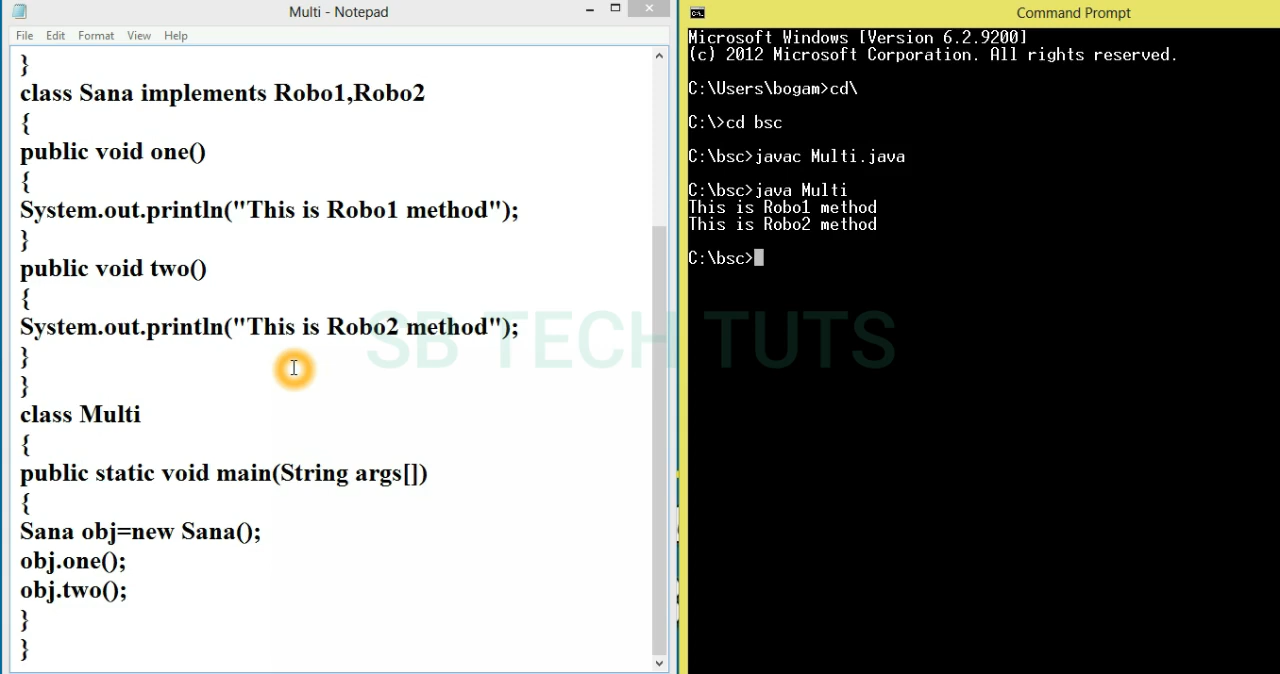 Multi - Notepad
File Edit Format View Help
}
class Sana implements Robo1,Robo2
{
public void one()
{
System.out.println("This is Robo1 method");
}
public void two()
{
System.out.println("This is Robo2 method");
}
}
class Multi
{
public static void main(String args[])
{
Sana obj=new Sana();
obj.one();
obj.two();
}
}
Command Prompt
Microsoft Windows [Version 6.2.9200]
(c) 2012 Microsoft Corporation. All rights reserved.
C:\Users\bogam>cd\
C:\>cd bsc
C:\bsc>javac Multi.java
C:\bsc>java Multi
This is Robo1 method
This is Robo2 method
C:\bsc>
SB TECH TUTS